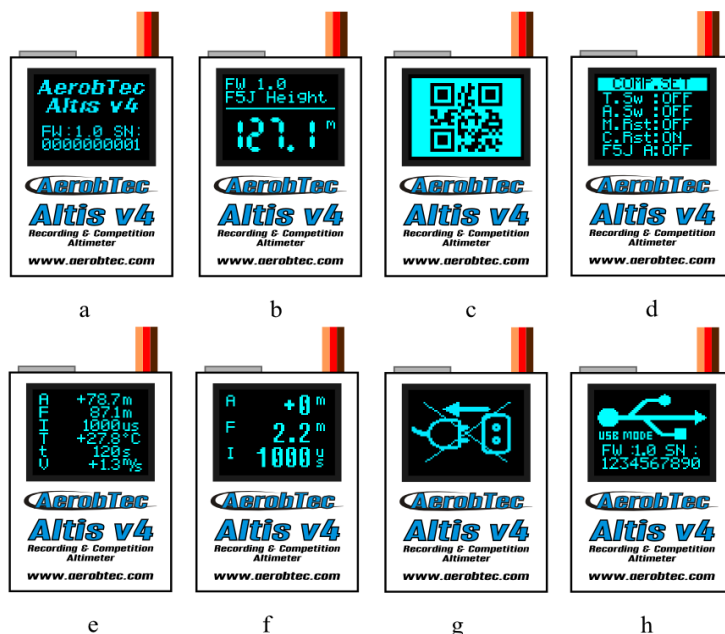 AerobTec
Altis v4
FW:1.0 SN:
0000000001
AerobTec
Altis v4
Recording & Competition
Altimeter
www.aerobtec.com
a
FW 1.0
F5J Height
127.1 m
AerobTec
Altis v4
Recording & Competition
Altimeter
www.aerobtec.com
b
AerobTec
Altis v4
Recording & Competition
Altimeter
www.aerobtec.com
c
COMP.SET
T.Sw :OFF
A.Sw :OFF
M.Rst:OFF
C.Rst:ON
F5J A:OFF
AerobTec
Altis v4
Recording & Competition
Altimeter
www.aerobtec.com
d
A +78.7m
F 87.1m
I 1000us
T +27.8°C
t 120s
V +1.3m/s
AerobTec
Altis v4
Recording & Competition
Altimeter
www.aerobtec.com
e
A +0 m
F 2.2 m
I 1000 us
AerobTec
Altis v4
Recording & Competition
Altimeter
www.aerobtec.com
f
AerobTec
Altis v4
Recording & Competition
Altimeter
www.aerobtec.com
g
USB MODE
FW :1.0 SN :
1234567890
AerobTec
Altis v4
Recording & Competition
Altimeter
www.aerobtec.com
h